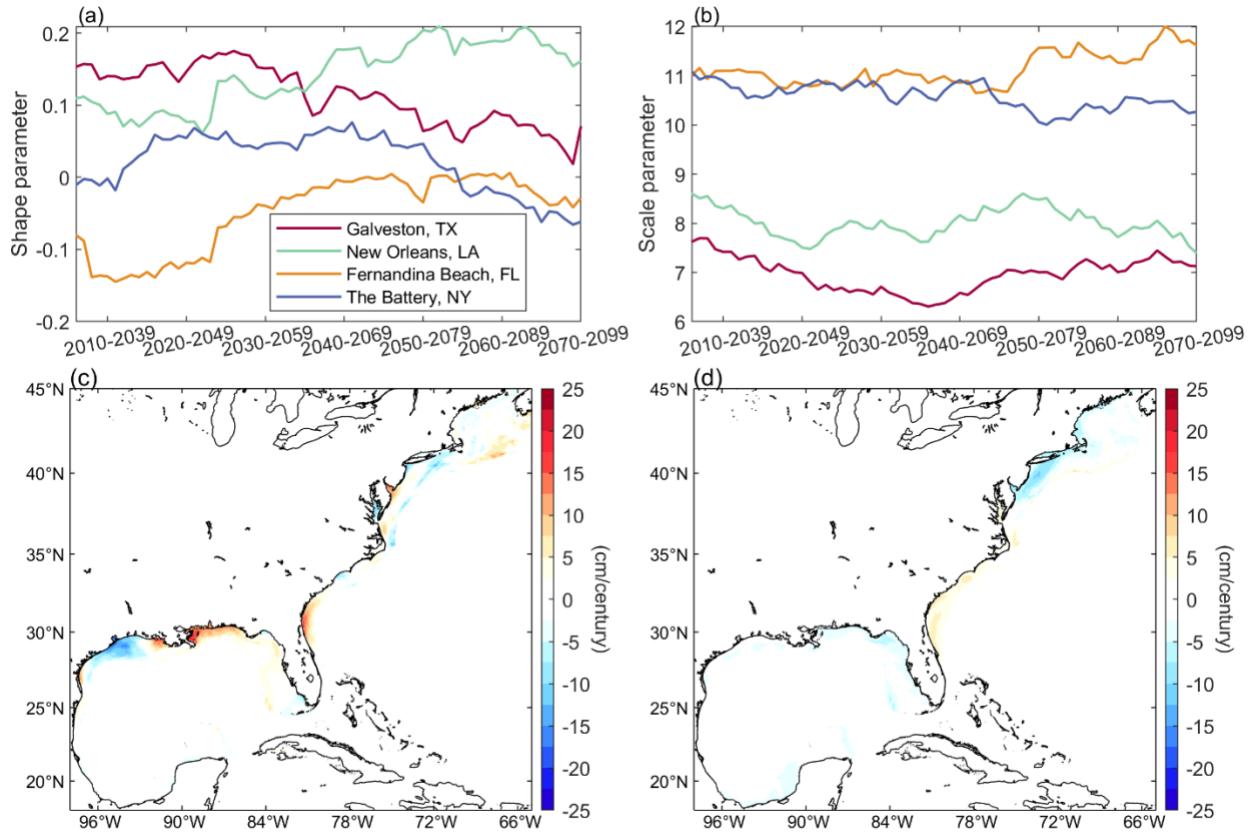 (a)
0.2
0.1
0
-0.1
-0.2
Shape parameter
Galveston, TX
New Orleans, LA
Fernandina Beach, FL
The Battery, NY
2010-2039
2020-2049
2030-2059
2040-2069
2050-2079
2060-2089
2070-2099
(b)
12
11
10
9
8
7
6
Scale parameter
2010-2039
2020-2049
2030-2059
2040-2069
2050-2079
2060-2089
2070-2099
(c)
45°N
40°N
35°N
30°N
25°N
20°N
96°W
90°W
84°W
78°W
72°W
66°W
25
20
15
10
5
0
-5
-10
-15
-20
-25
(cm/century)
(d)
45°N
40°N
35°N
30°N
25°N
20°N
96°W
90°W
84°W
78°W
72°W
66°W
25
20
15
10
5
0
-5
-10
-15
-20
-25
(cm/century)